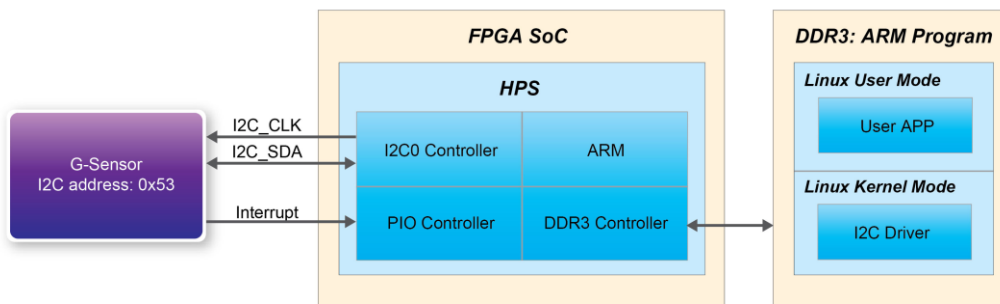 FPGA SoC
HPS
G-Sensor
I2C address: 0x53
I2C_CLK
I2C_SDA
Interrupt
I2C0 Controller
ARM
PIO Controller
DDR3 Controller
DDR3: ARM Program
Linux User Mode
User APP
Linux Kernel Mode
I2C Driver